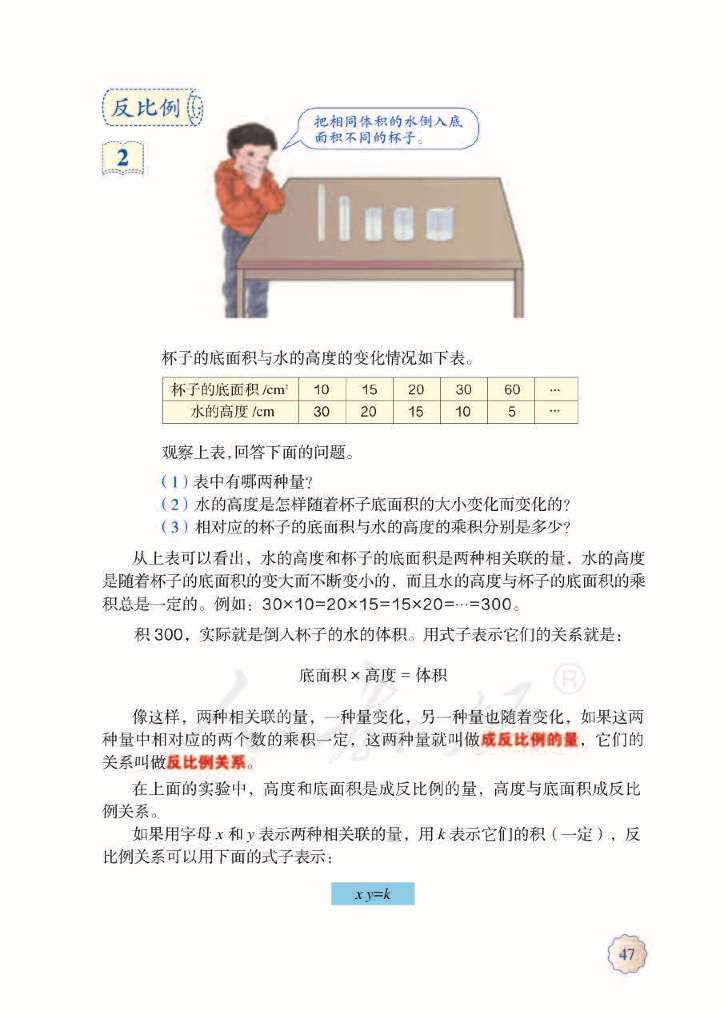 反比例
2
把相同体积的水倒入底
面积不同的杯子。
杯子的底面积与水的高度的变化情况如下表。
杯子的底面积/cm² 10 15 20 30 60 …
水的高度/cm 30 20 15 10 5 …
观察上表，回答下面的问题。
（1）表中有哪两种量？
（2）水的高度是怎样随着杯子底面积的大小变化而变化的？
（3）相对应的杯子的底面积与水的高度的乘积分别是多少？
从上表可以看出，水的高度和杯子的底面积是两种相关联的量，水的高度
是随着杯子的底面积的变大而不断变小的，而且水的高度与杯子的底面积的乘
积总是一定的。例如：30×10=20×15=15×20=…=300。
积300，实际就是倒入杯子的水的体积。用式子表示它们的关系就是：
底面积×高度=体积
像这样，两种相关联的量，一种量变化，另一种量也随着变化，如果这两
种量中相对应的两个数的乘积一定，这两种量就叫做成反比例的量，它们的
关系叫做反比例关系。
在上面的实验中，高度和底面积是成反比例的量，高度与底面积成反比
例关系。
如果用字母x和y表示两种相关联的量，用k表示它们的积（一定），反
比例关系可以用下面的式子表示：
xy=k
47